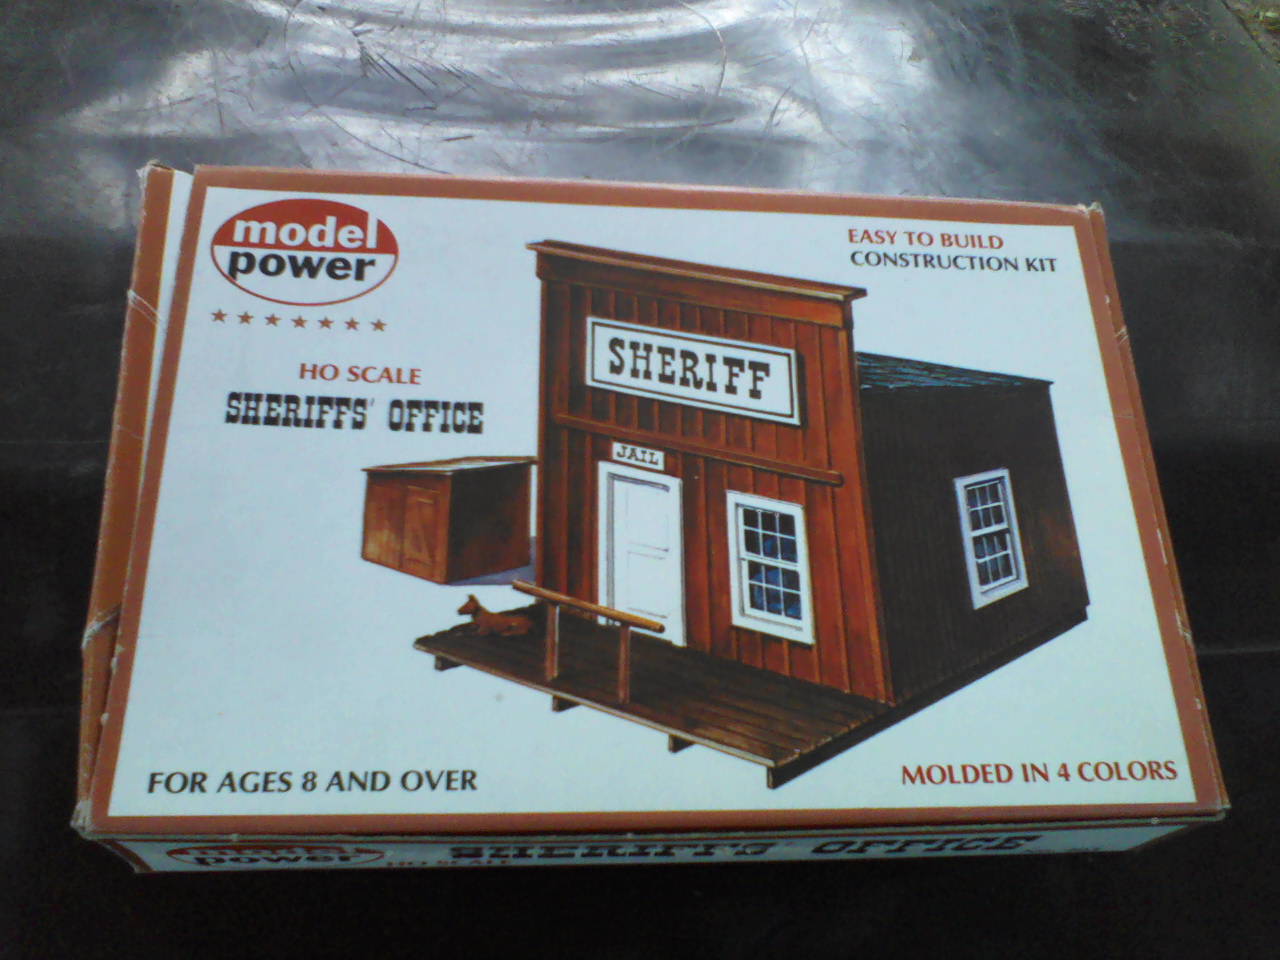 model
power
★★★★★★★
HO SCALE
SHERIFFS' OFFICE
EASY TO BUILD
CONSTRUCTION KIT
SHERIFF
JAIL
FOR AGES 8 AND OVER
MOLDED IN 4 COLORS
model
power
HO SCALE
SHERIFFS' OFFICE